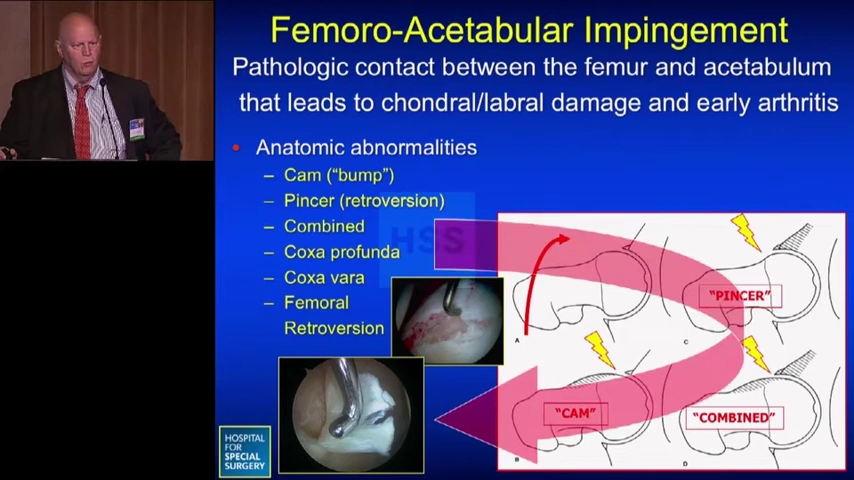 Femoro-Acetabular Impingement
Pathologic contact between the femur and acetabulum
that leads to chondral/labral damage and early arthritis
• Anatomic abnormalities
– Cam ("bump")
– Pincer (retroversion)
– Combined
– Coxa profunda
– Coxa vara
– Femoral
Retroversion
HSS
"PINCER"
A
C
"CAM"
"COMBINED"
B
D
HOSPITAL
FOR
SPECIAL
SURGERY